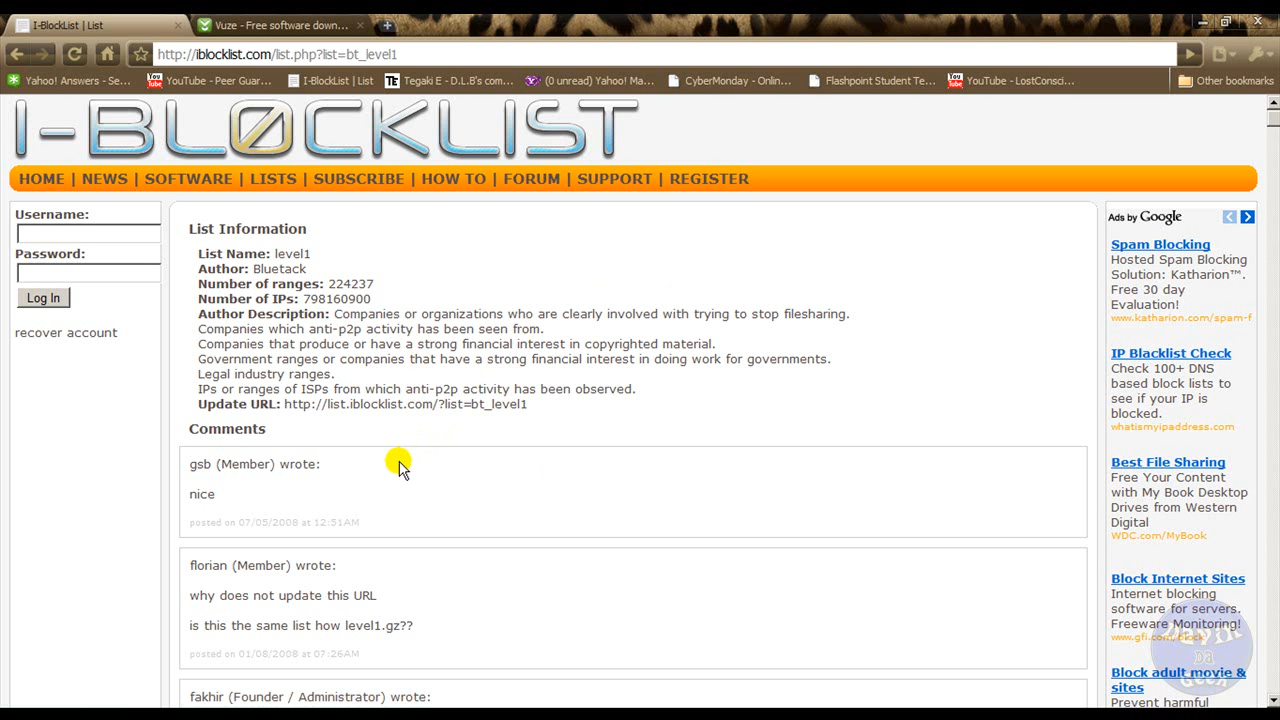 I-BlockList | List
Vuze - Free software down...
http://iblocklist.com/list.php?list=bt_level1
Yahoo! Answers - Se...
YouTube - Peer Guar...
I-BlockList | List
Tegaki E - D.L.B's com...
(0 unread) Yahoo! Ma...
CyberMonday - Onlin...
Flashpoint Student Te...
YouTube - LostConsci...
Other bookmarks
I-BLOCKLIST
HOME | NEWS | SOFTWARE | LISTS | SUBSCRIBE | HOW TO | FORUM | SUPPORT | REGISTER
Username:
Password:
Log In
recover account
List Information
List Name: level1
Author: Bluetack
Number of ranges: 224237
Number of IPs: 798160900
Author Description: Companies or organizations who are clearly involved with trying to stop filesharing.
Companies which anti-p2p activity has been seen from.
Companies that produce or have a strong financial interest in copyrighted material.
Government ranges or companies that have a strong financial interest in doing work for governments.
Legal industry ranges.
IPs or ranges of ISPs from which anti-p2p activity has been observed.
Update URL: http://list.iblocklist.com/?list=bt_level1
Comments
gsb (Member) wrote:
nice
posted on 07/05/2008 at 12:51AM
florian (Member) wrote:
why does not update this URL
is this the same list how level1.gz??
posted on 01/08/2008 at 07:26AM
fakhir (Founder / Administrator) wrote:
Ads by Google
Spam Blocking
Hosted Spam Blocking
Solution: Katharion™.
Free 30 day
Evaluation!
www.katharion.com/spam-f
IP Blacklist Check
Check 100+ DNS
based block lists to
see if your IP is
blocked.
whatismyipaddress.com
Best File Sharing
Free Your Content
with My Book Desktop
Drives from Western
Digital
WDC.com/MyBook
Block Internet Sites
Internet blocking
software for servers.
Freeware Monitoring!
www.gfi.com/block
Block adult movie &
sites
Prevent harmful
Da
Geek